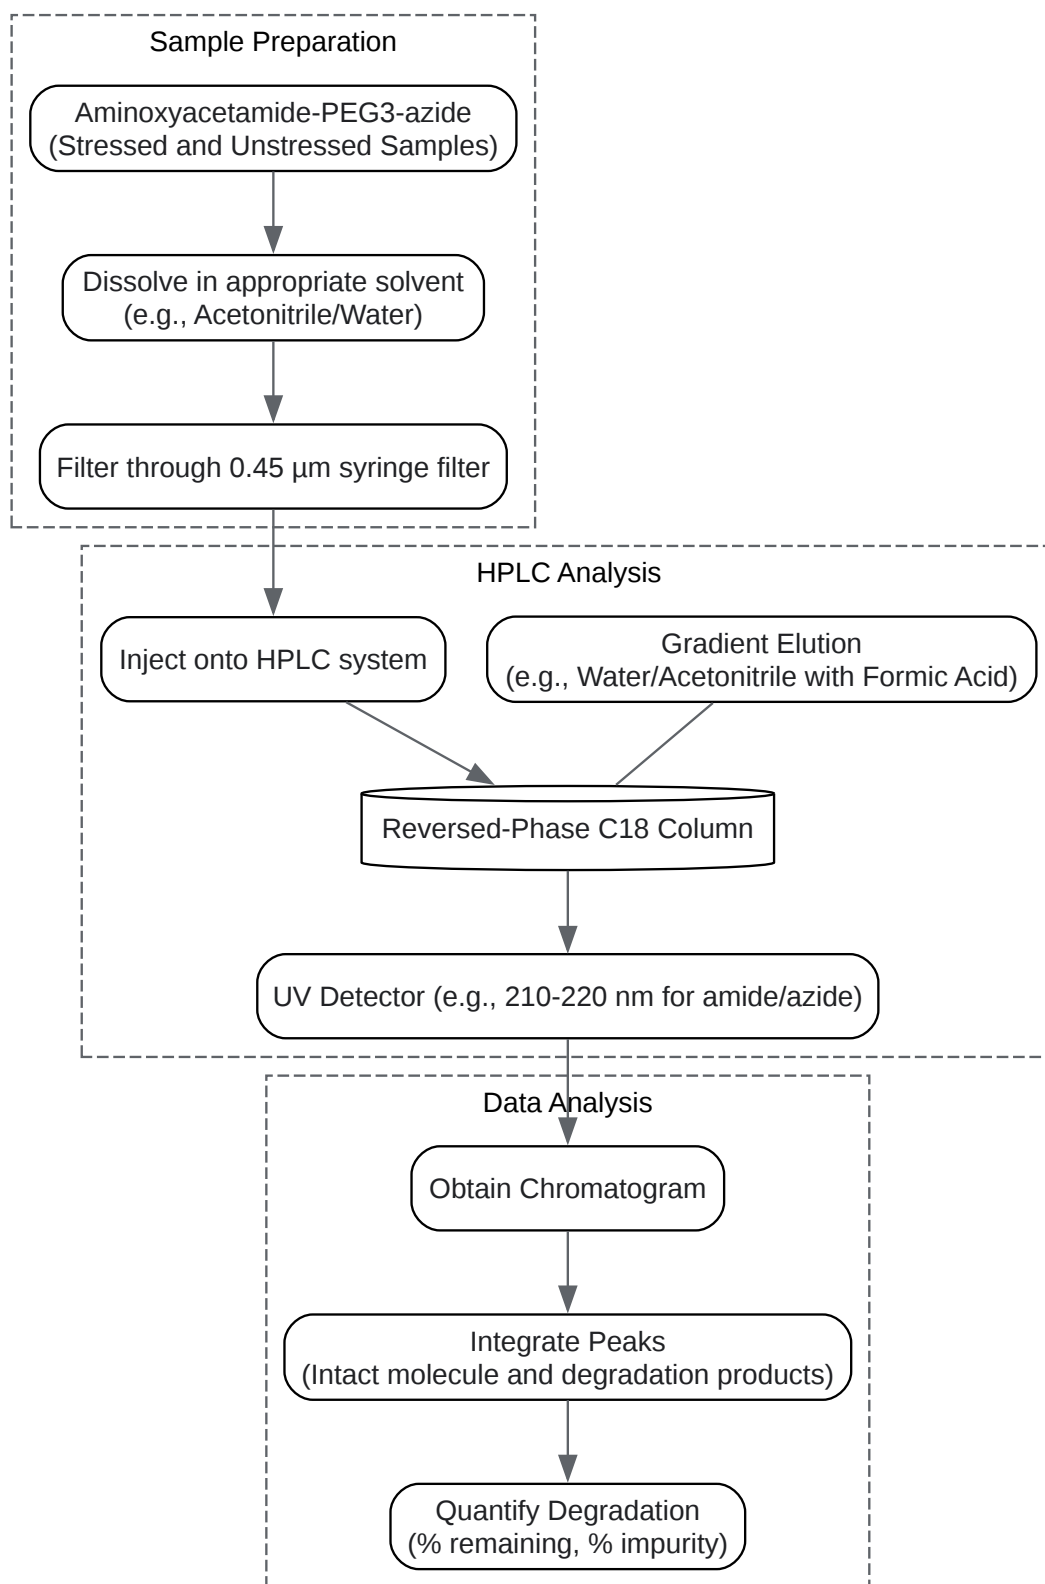 Sample Preparation
Aminoxyacetamide-PEG3-azide
(Stressed and Unstressed Samples)
Dissolve in appropriate solvent
(e.g., Acetonitrile/Water)
Filter through 0.45 µm syringe filter
HPLC Analysis
Inject onto HPLC system
Gradient Elution
(e.g., Water/Acetonitrile with Formic Acid)
Reversed-Phase C18 Column
UV Detector (e.g., 210-220 nm for amide/azide)
Data Analysis
Obtain Chromatogram
Integrate Peaks
(Intact molecule and degradation products)
Quantify Degradation
(% remaining, % impurity)